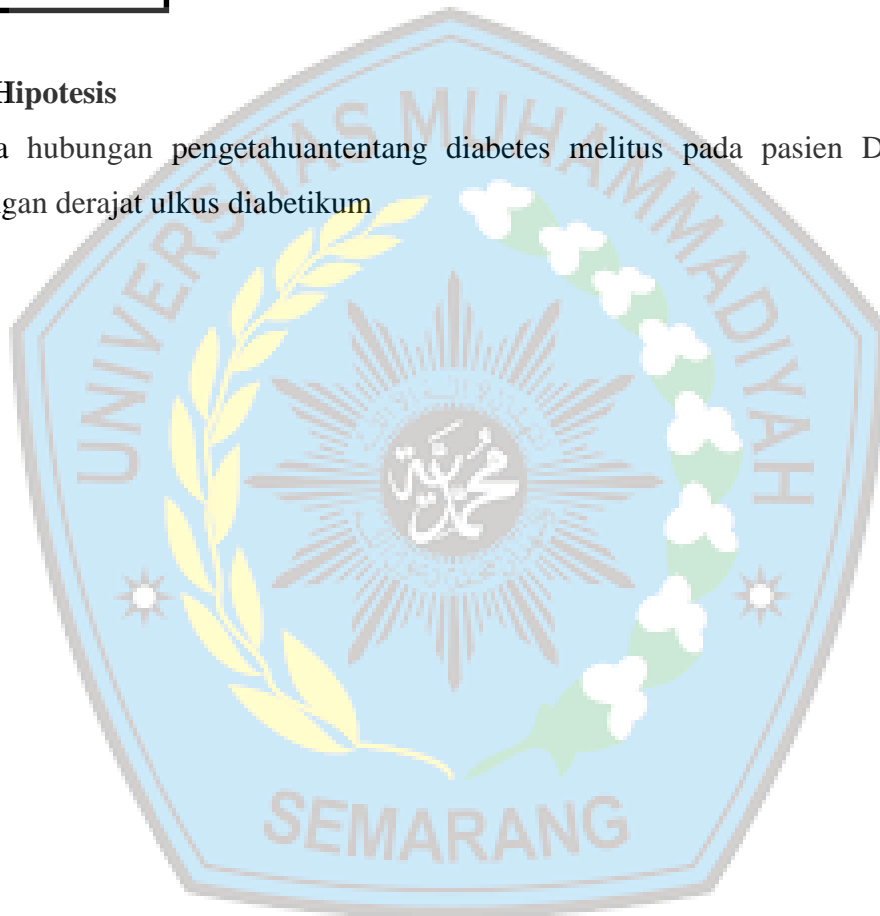 Hipotesis
a hubungan pengetahuantentang diabetes melitus pada pasien D
gan derajat ulkus diabetikum
UNIVERSITAS MUHAMMADIYAH
SEMARANG